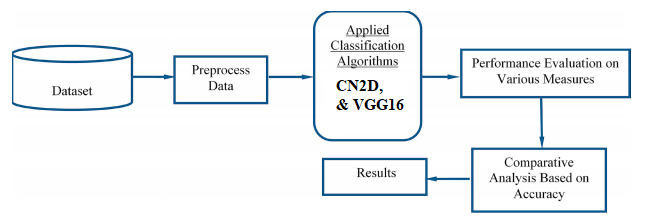 Dataset
Preprocess
Data
Applied
Classification
Algorithms
CN2D,
& VGG16
Performance Evaluation on
Various Measures
Comparative
Analysis Based on
Accuracy
Results